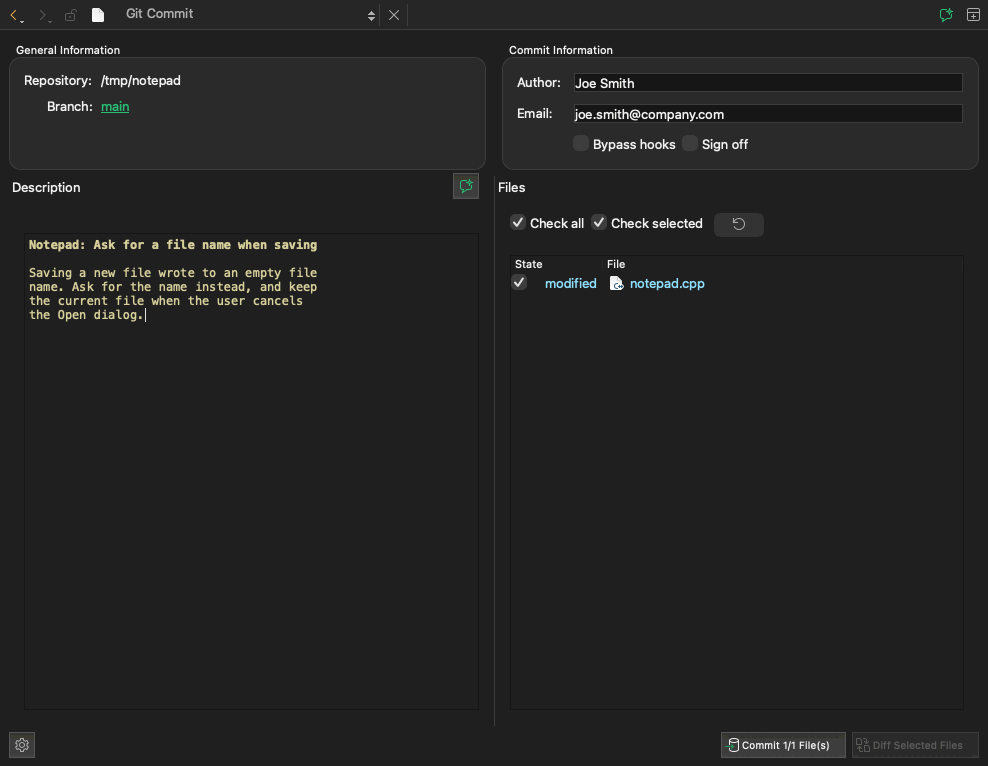 Git Commit
General Information
Repository: /tmp/notepad
Branch: main
Commit Information
Author: Joe Smith
Email: joe.smith@company.com
Bypass hooks Sign off
Description
Notepad: Ask for a file name when saving
Saving a new file wrote to an empty file
name. Ask for the name instead, and keep
the current file when the user cancels
the Open dialog.
Files
Check all Check selected
State File
modified notepad.cpp
Commit 1/1 File(s) Diff Selected Files